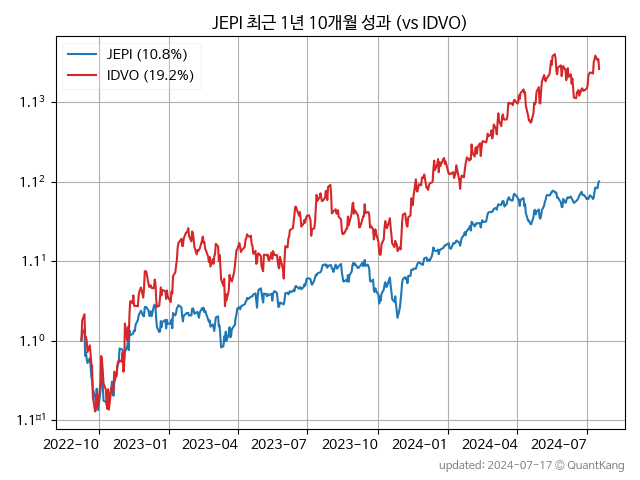 JEPI 최근 1년 10개월 성과 (vs IDVO)
JEPI (10.8%)
IDVO (19.2%)
1.1³
1.1²
1.1¹
1.1⁰
1.1¤¹
2022-10 2023-01 2023-04 2023-07 2023-10 2024-01 2024-04 2024-07
updated: 2024-07-17 © QuantKang